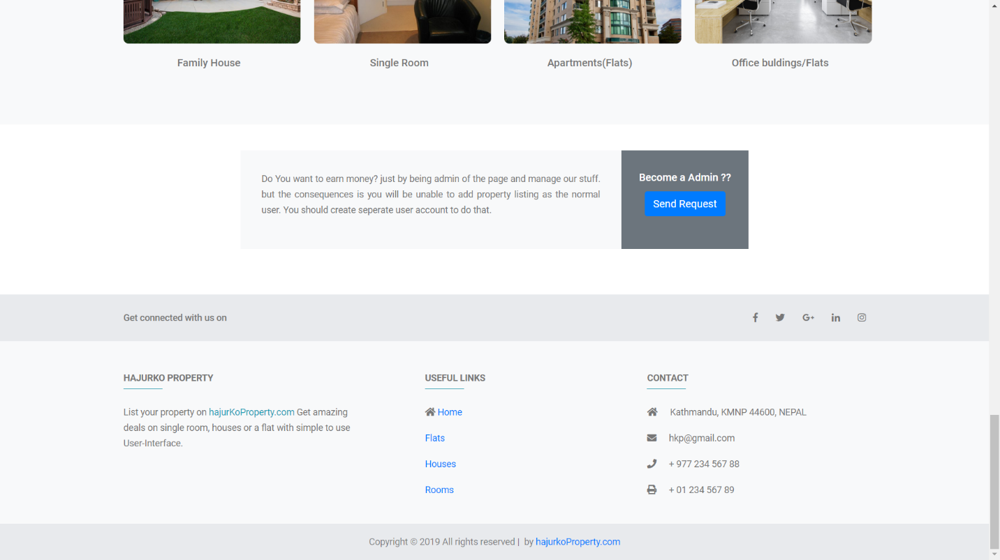 Family House
Single Room
Apartments(Flats)
Office buldings/Flats
Do You want to earn money? just by being admin of the page and manage our stuff.
but the consequences is you will be unable to add property listing as the normal
user. You should create seperate user account to do that.
Become a Admin ??
Send Request
Get connected with us on
HAJURKO PROPERTY
List your property on hajurKoProperty.com Get amazing
deals on single room, houses or a flat with simple to use
User-Interface.
USEFUL LINKS
Home
Flats
Houses
Rooms
CONTACT
Kathmandu, KMNP 44600, NEPAL
hkp@gmail.com
+ 977 234 567 88
+ 01 234 567 89
Copyright © 2019 All rights reserved | by hajurkoProperty.com